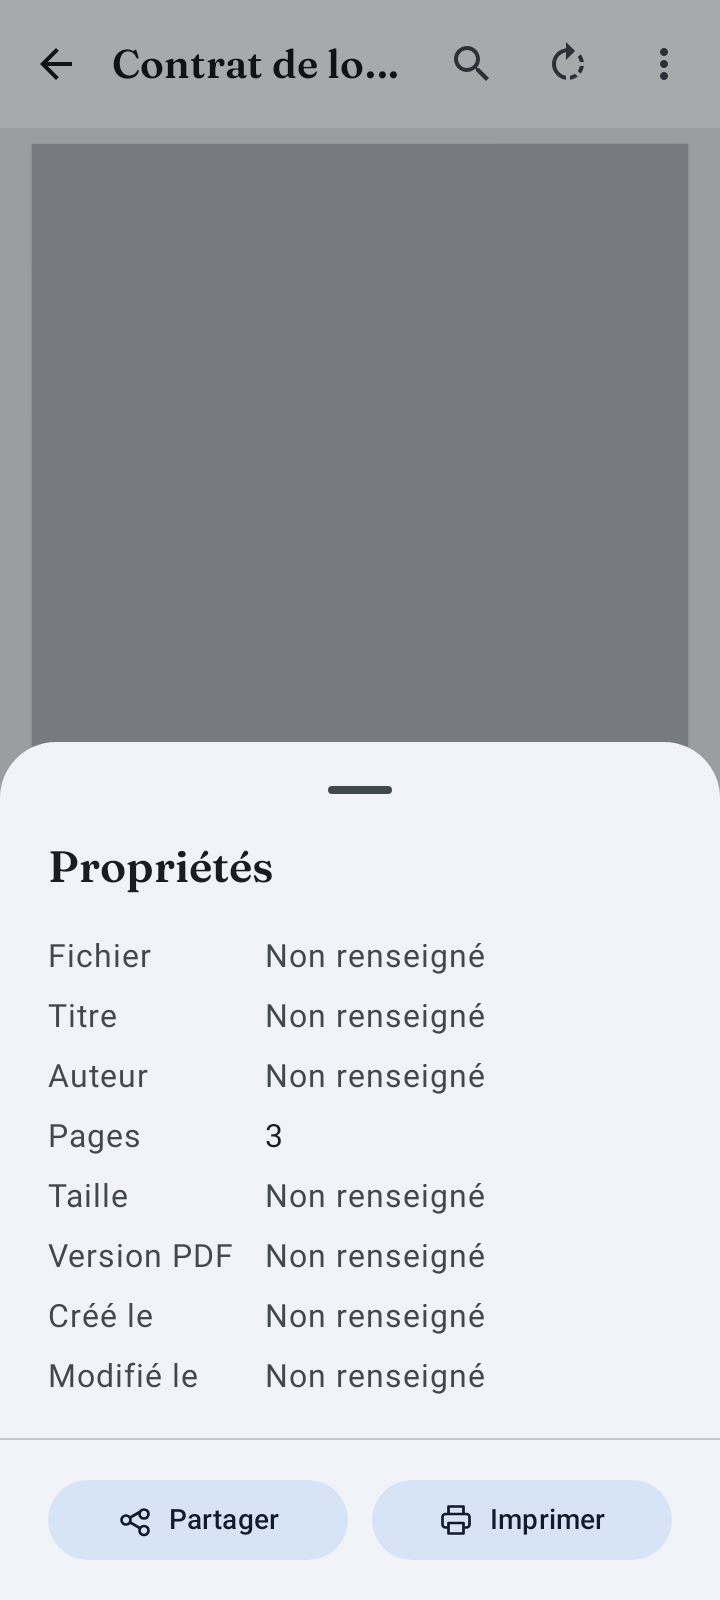 Contrat de lo...
Propriétés
Fichier Non renseigné
Titre Non renseigné
Auteur Non renseigné
Pages 3
Taille Non renseigné
Version PDF Non renseigné
Créé le Non renseigné
Modifié le Non renseigné
Partager Imprimer